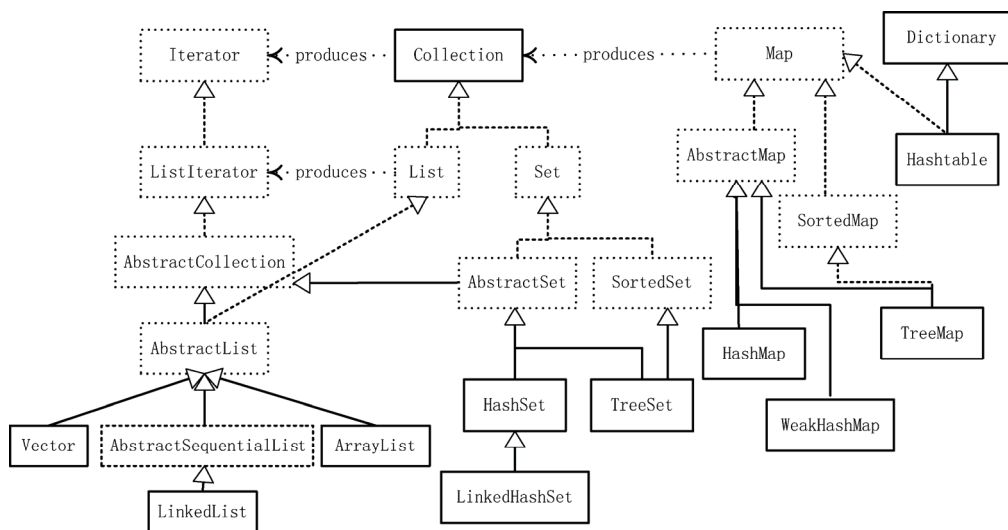 Iterator
produces
Collection
produces
Map
Dictionary
ListIterator
produces
List
Set
AbstractMap
Hashtable
SortedMap
AbstractCollection
AbstractSet
SortedSet
AbstractList
HashMap
TreeMap
HashSet
TreeSet
WeakHashMap
Vector
AbstractSequentialList
ArrayList
LinkedHashSet
LinkedList